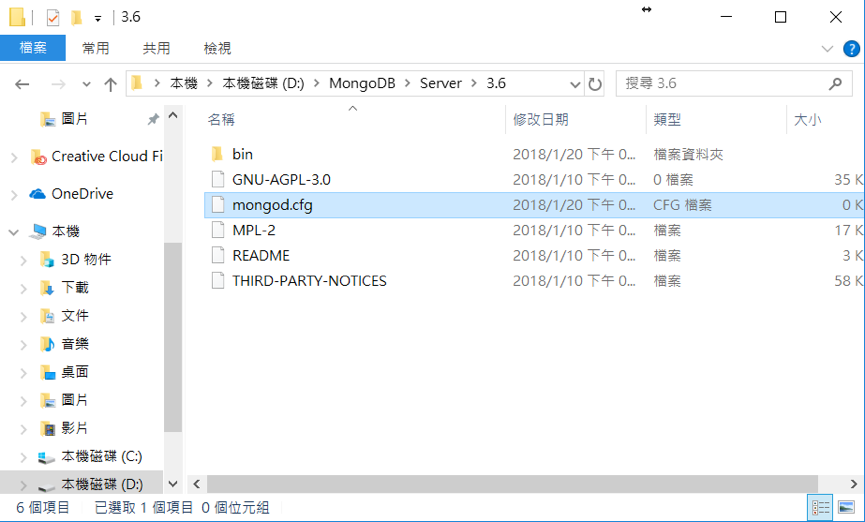 3.6
檔案 常用 共用 檢視
本機 本機磁碟 (D:) MongoDB Server 3.6 搜尋 3.6
圖片
Creative Cloud Fi
OneDrive
本機
3D 物件
下載
文件
音樂
桌面
圖片
影片
本機磁碟 (C:)
本機磁碟 (D:)
名稱 修改日期 類型 大小
bin 2018/1/20 下午 0... 檔案資料夾
GNU-AGPL-3.0 2018/1/10 下午 0... 0 檔案 35 K
mongod.cfg 2018/1/20 下午 0... CFG 檔案 0 K
MPL-2 2018/1/10 下午 0... 檔案 17 K
README 2018/1/10 下午 0... 檔案 3 K
THIRD-PARTY-NOTICES 2018/1/10 下午 0... 檔案 58 K
6 個項目 已選取 1 個項目 0 個位元組